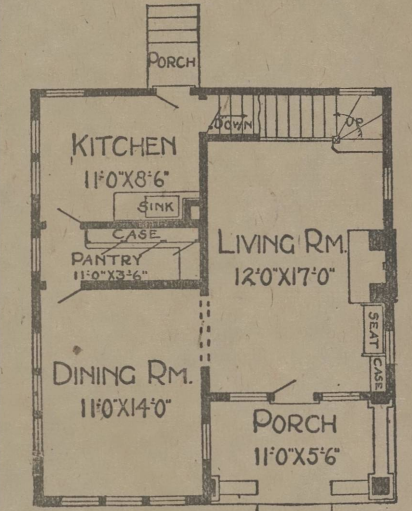 PORCH
DOWN
UP
KITCHEN
11'-0"X8'-6"
SINK
CASE
PANTRY
11'-0"X3'-6"
LIVING RM.
12'-0"X17'-0"
SEAT
CASE
DINING RM.
11'-0"X14'-0"
PORCH
11'-0"X5'-6"